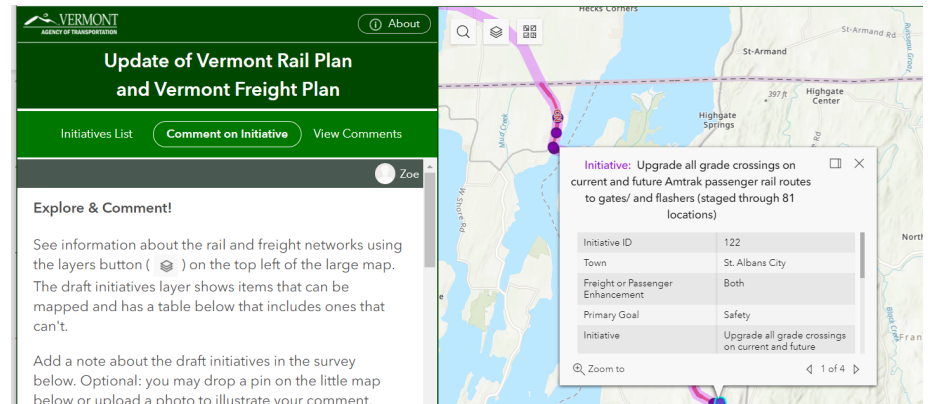 VERMONT
AGENCY OF TRANSPORTATION
About
Update of Vermont Rail Plan
and Vermont Freight Plan
Initiatives List
Comment on Initiative
View Comments
Zoe
Explore & Comment!
See information about the rail and freight networks using
the layers button ( ) on the top left of the large map.
The draft initiatives layer shows items that can be
mapped and has a table below that includes ones that
can't.
Add a note about the draft initiatives in the survey
below. Optional: you may drop a pin on the little map
below or upload a photo to illustrate your comment.
Hecks Corners
St-Armand
St-Armand Rd
Ruisseau Groat
397 ft
Highgate
Center
Highgate
Springs
Mud Creek
W Shore Rd
Rd
North
Black Creek
Fran
e
Initiative: Upgrade all grade crossings on
current and future Amtrak passenger rail routes
to gates/ and flashers (staged through 81
locations)
Initiative ID 122
Town St. Albans City
Freight or Passenger
Enhancement
Both
Primary Goal Safety
Initiative Upgrade all grade crossings
on current and future
Zoom to
1 of 4